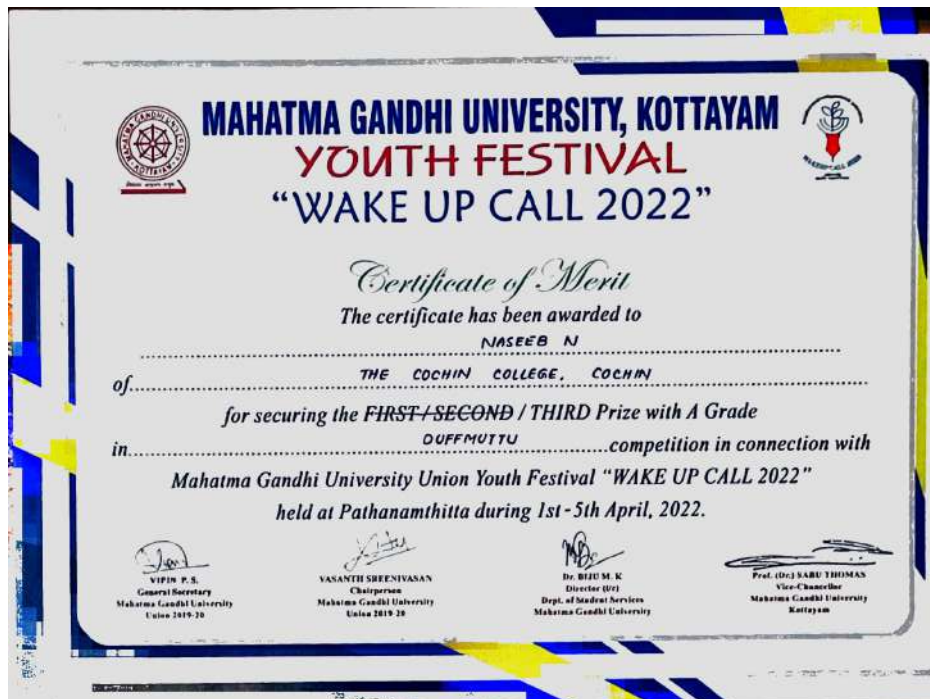 MAHATMA GANDHI UNIVERSITY, KOTTAYAM
YOUTH FESTIVAL
“WAKE UP CALL 2022”
Certificate of Merit
The certificate has been awarded to
NASEEB N
of THE COCHIN COLLEGE, COCHIN
for securing the FIRST / SECOND / THIRD Prize with A Grade
in DUFFMUTTU competition in connection with
Mahatma Gandhi University Union Youth Festival “WAKE UP CALL 2022”
held at Pathanamthitta during 1st - 5th April, 2022.
VIPIN P. S.
General Secretary
Mahatma Gandhi University
Union 2019-20
VASANTH SREENIVASAN
Chairperson
Mahatma Gandhi University
Union 2019-20
Dr. BIJU M. K
Director (i/c)
Dept. of Student Services
Mahatma Gandhi University
Prof. (Dr.) SABU THOMAS
Vice-Chancellor
Mahatma Gandhi University
Kottayam